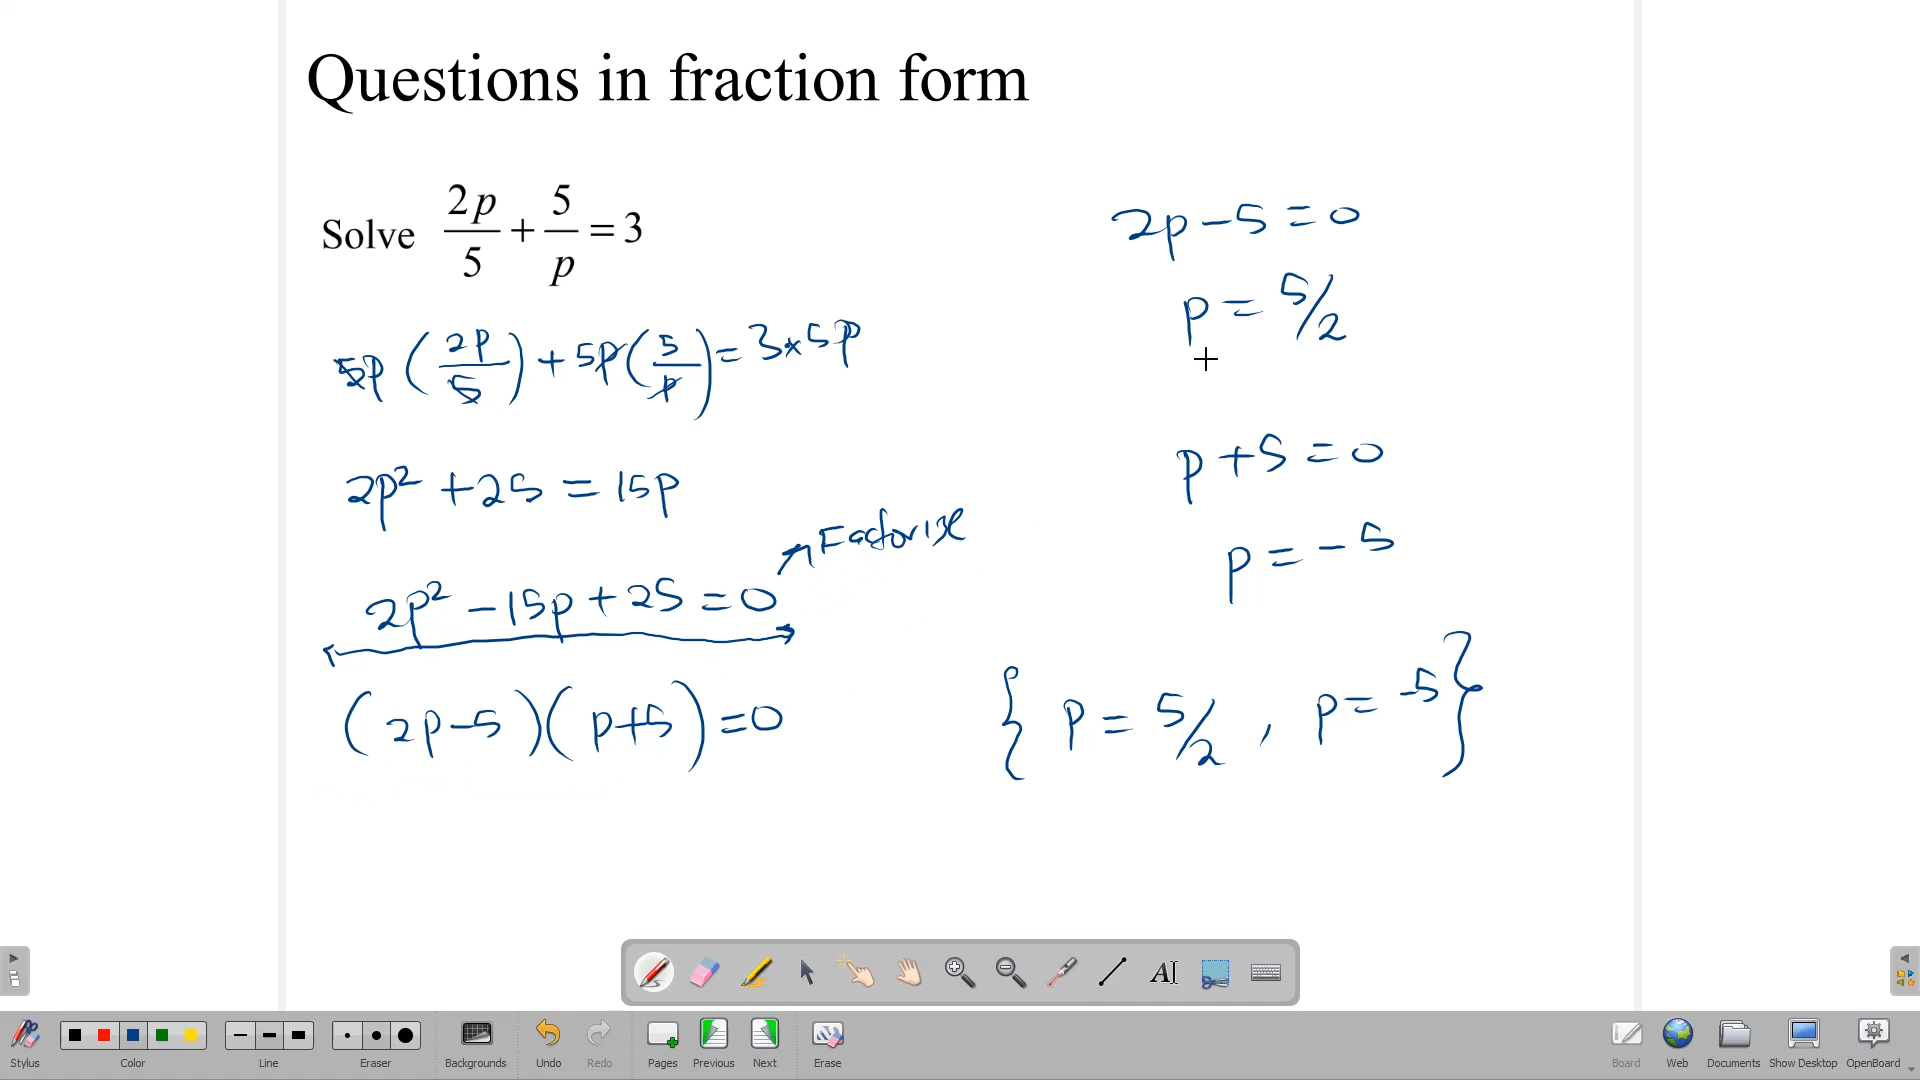 Questions in fraction form
Solve 2p/5 + 5/p = 3
5p (2p/5) + 5p (5/p) = 3 × 5p
2p² + 25 = 15p
Factorise
2p² - 15p + 25 = 0
(2p-5)(p+5) = 0
2p - 5 = 0
p = 5/2
p + 5 = 0
p = -5
{ p = 5/2 , p = -5 }
AI
Stylus
Color
Line
Eraser
Backgrounds
Undo
Redo
Pages
Previous
Next
Erase
Board
Web
Documents
Show Desktop
OpenBoard